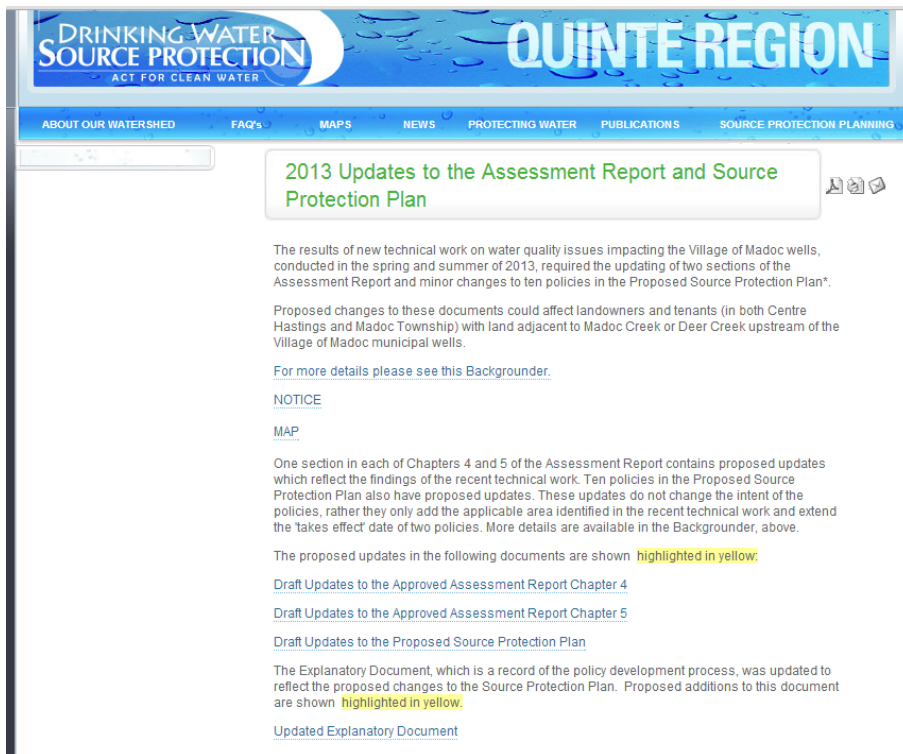 DRINKING WATER
SOURCE PROTECTION
ACT FOR CLEAN WATER
QUINTE REGION
ABOUT OUR WATERSHED FAQ's MAPS NEWS PROTECTING WATER PUBLICATIONS SOURCE PROTECTION PLANNING
2013 Updates to the Assessment Report and Source
Protection Plan
The results of new technical work on water quality issues impacting the Village of Madoc wells,
conducted in the spring and summer of 2013, required the updating of two sections of the
Assessment Report and minor changes to ten policies in the Proposed Source Protection Plan*.
Proposed changes to these documents could affect landowners and tenants (in both Centre
Hastings and Madoc Township) with land adjacent to Madoc Creek or Deer Creek upstream of the
Village of Madoc municipal wells.
For more details please see this Backgrounder.
NOTICE
MAP
One section in each of Chapters 4 and 5 of the Assessment Report contains proposed updates
which reflect the findings of the recent technical work. Ten policies in the Proposed Source
Protection Plan also have proposed updates. These updates do not change the intent of the
policies, rather they only add the applicable area identified in the recent technical work and extend
the 'takes effect' date of two policies. More details are available in the Backgrounder, above.
The proposed updates in the following documents are shown highlighted in yellow:
Draft Updates to the Approved Assessment Report Chapter 4
Draft Updates to the Approved Assessment Report Chapter 5
Draft Updates to the Proposed Source Protection Plan
The Explanatory Document, which is a record of the policy development process, was updated to
reflect the proposed changes to the Source Protection Plan. Proposed additions to this document
are shown highlighted in yellow.
Updated Explanatory Document